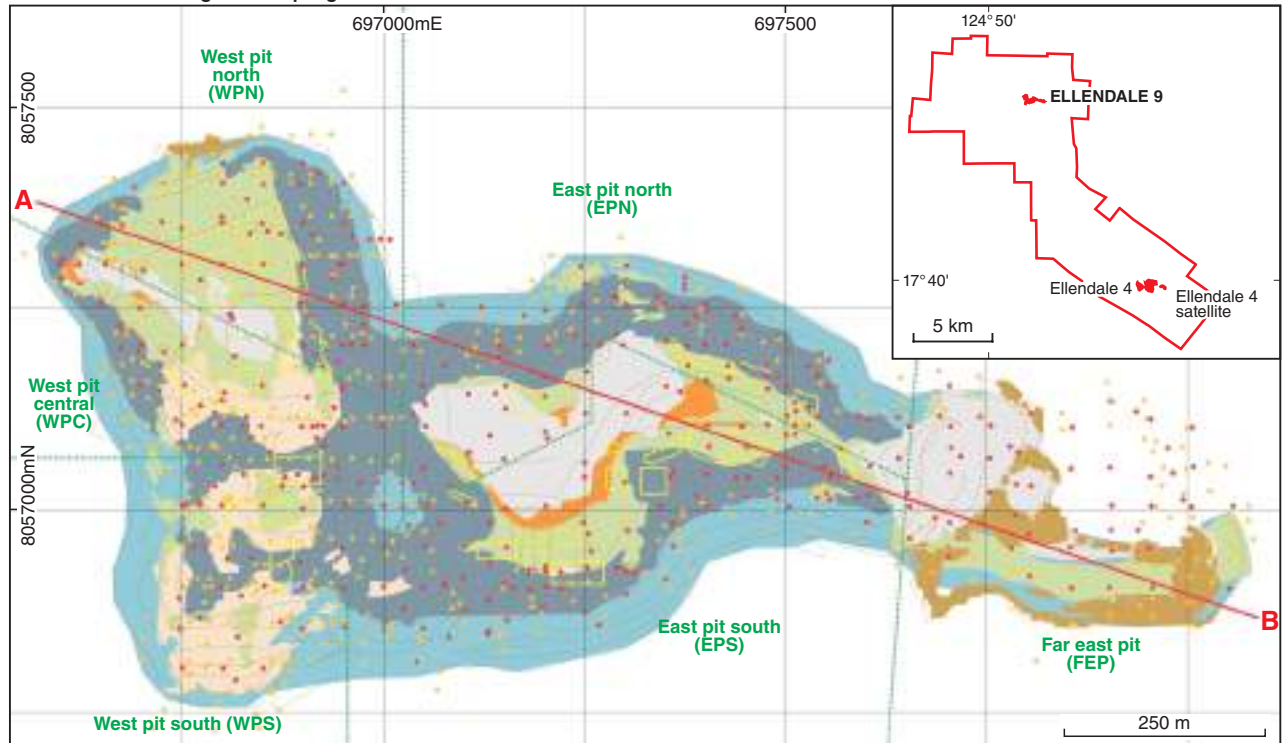 697000mE
697500
8057500
8057000mN
West pit
north
(WPN)
East pit north
(EPN)
West pit
central
(WPC)
A
B
East pit south
(EPS)
Far east pit
(FEP)
West pit south (WPS)
250 m
124°50'
17°40'
ELLENDALE 9
Ellendale 4
Ellendale 4
satellite
5 km